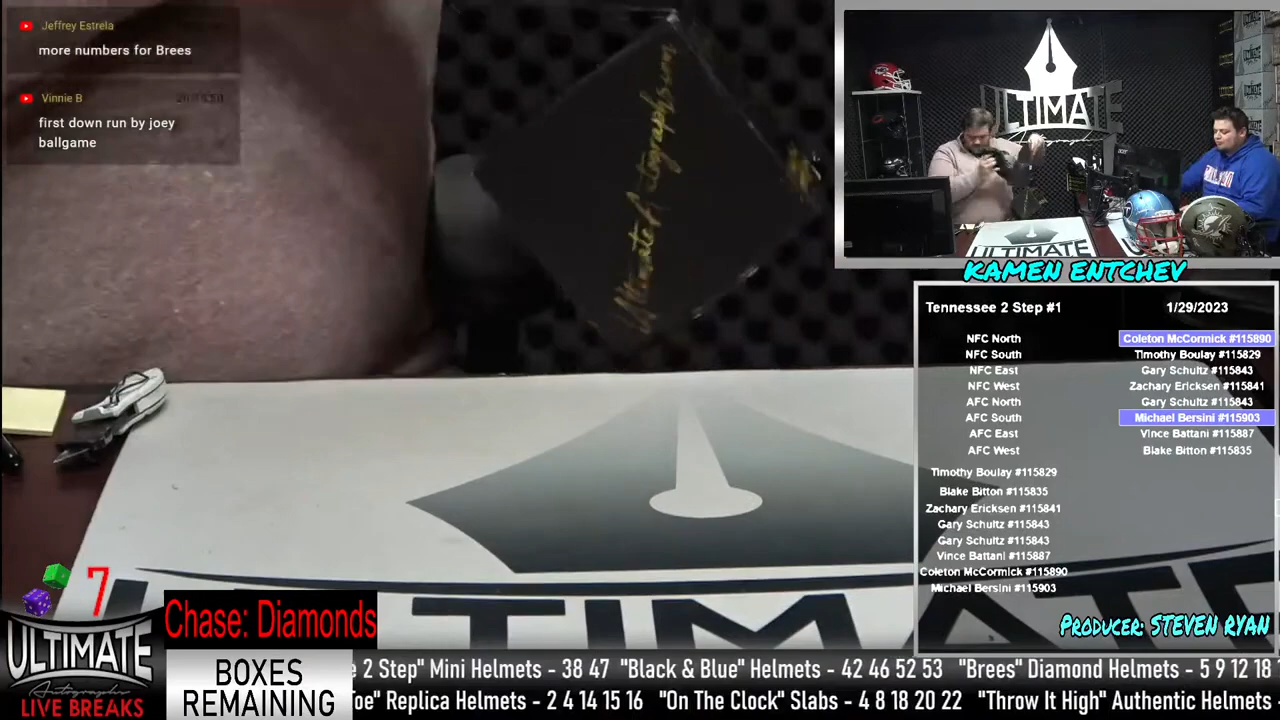 Jeffrey Estrela
more numbers for Brees
Vinnie B
first down run by joey
ballgame
ULTIMATE
KAMEN ENTCHEV
Tennessee 2 Step #1 1/29/2023
NFC North Coleton McCormick #115890
NFC South Timothy Boulay #115829
NFC East Gary Schultz #115843
NFC West Zachary Ericksen #115841
AFC North Gary Schultz #115843
AFC South Michael Bersini #115903
AFC East Vince Battani #115887
AFC West Blake Bitton #115835
Timothy Boulay #115829
Blake Bitton #115835
Zachary Ericksen #115841
Gary Schultz #115843
Gary Schultz #115843
Vince Battani #115887
Coleton McCormick #115890
Michael Bersini #115903
Producer: STEVEN RYAN
7
ULTIMATE
Autographs
LIVE BREAKS
Chase: Diamonds
BOXES
REMAINING
e 2 Step" Mini Helmets - 38 47 "Black & Blue" Helmets - 42 46 52 53 "Brees" Diamond Helmets - 5 9 12 18
Toe" Replica Helmets - 2 4 14 15 16 "On The Clock" Slabs - 4 8 18 20 22 "Throw It High" Authentic Helmets